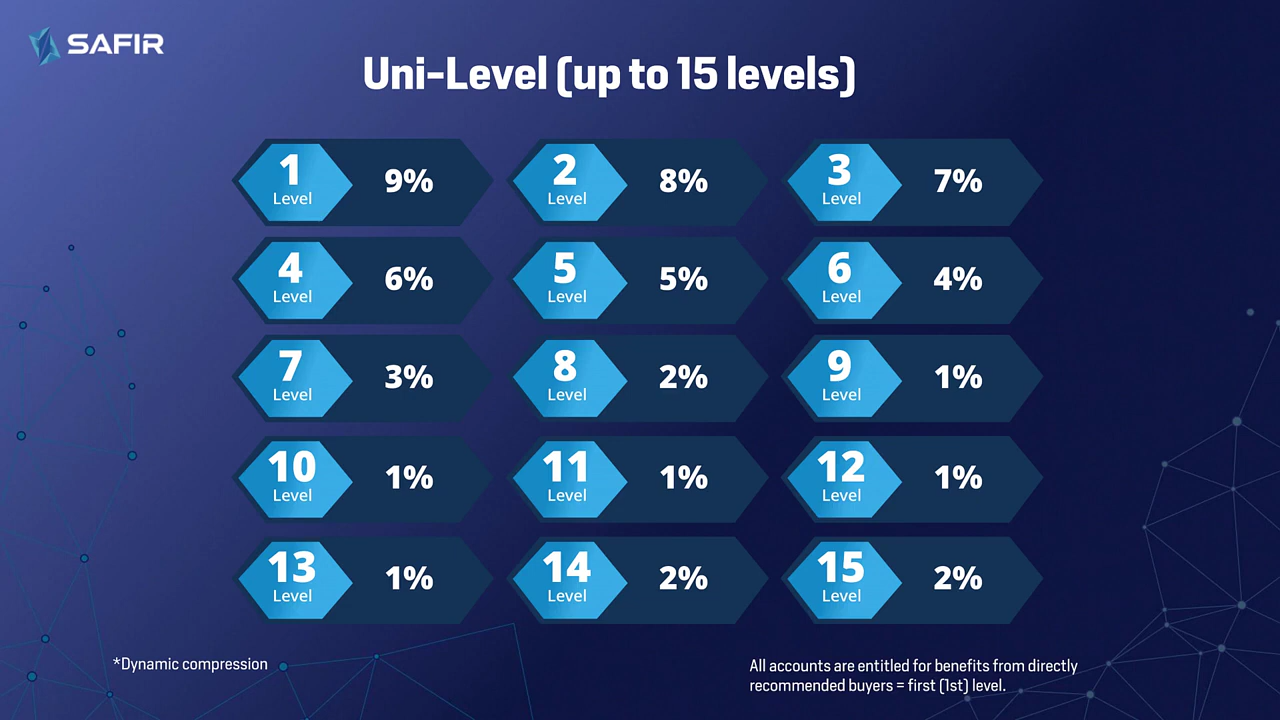 SAFIR
Uni-Level (up to 15 levels)
1
Level
9%
2
Level
8%
3
Level
7%
4
Level
6%
5
Level
5%
6
Level
4%
7
Level
3%
8
Level
2%
9
Level
1%
10
Level
1%
11
Level
1%
12
Level
1%
13
Level
1%
14
Level
2%
15
Level
2%
*Dynamic compression
All accounts are entitled for benefits from directly
recommended buyers = first (1st) level.